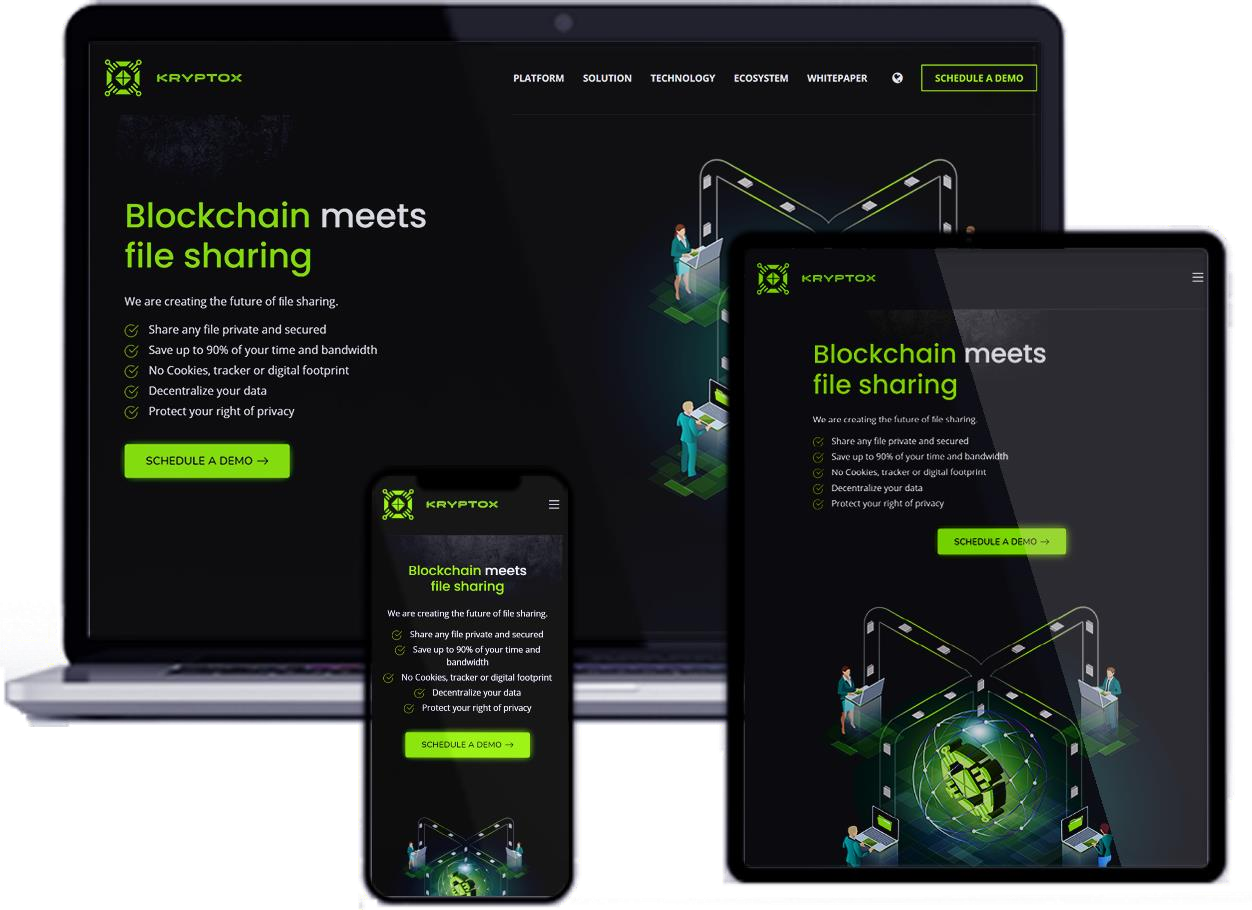 KRYPTOX
PLATFORM SOLUTION TECHNOLOGY ECOSYSTEM WHITEPAPER SCHEDULE A DEMO
Blockchain meets
file sharing
We are creating the future of file sharing.
Share any file private and secured
Save up to 90% of your time and bandwidth
No Cookies, tracker or digital footprint
Decentralize your data
Protect your right of privacy
SCHEDULE A DEMO →
KRYPTOX
Blockchain meets
file sharing
We are creating the future of file sharing.
Share any file private and secured
Save up to 90% of your time and
bandwidth
No Cookies, tracker or digital footprint
Decentralize your data
Protect your right of privacy
SCHEDULE A DEMO →
KRYPTOX
Blockchain meets
file sharing
We are creating the future of file sharing.
Share any file private and secured
Save up to 90% of your time and bandwidth
No Cookies, tracker or digital footprint
Decentralize your data
Protect your right of privacy
SCHEDULE A DEMO →